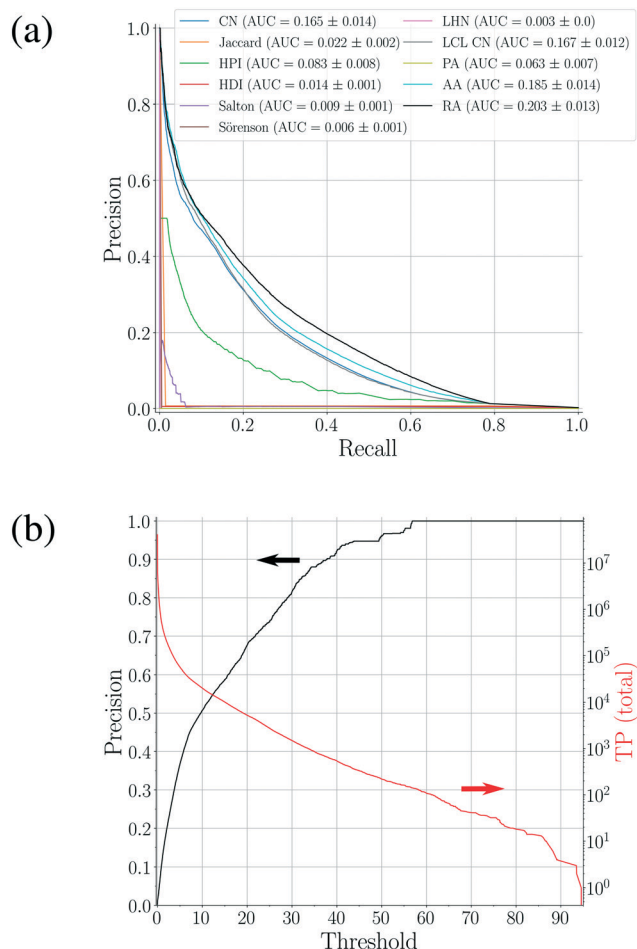 (a)
CN (AUC = 0.165 ± 0.014)
Jaccard (AUC = 0.022 ± 0.002)
HPI (AUC = 0.083 ± 0.008)
HDI (AUC = 0.014 ± 0.001)
Salton (AUC = 0.009 ± 0.001)
Sörenson (AUC = 0.006 ± 0.001)
LHN (AUC = 0.003 ± 0.0)
LCL CN (AUC = 0.167 ± 0.012)
PA (AUC = 0.063 ± 0.007)
AA (AUC = 0.185 ± 0.014)
RA (AUC = 0.203 ± 0.013)
1.0
0.8
0.6
0.4
0.2
0.0
Precision
0.0 0.2 0.4 0.6 0.8 1.0
Recall
(b)
1.0
0.9
0.8
0.7
0.6
0.5
0.4
0.3
0.2
0.1
0.0
Precision
10⁷
10⁶
10⁵
10⁴
10³
10²
10¹
10⁰
TP (total)
0 10 20 30 40 50 60 70 80 90
Threshold